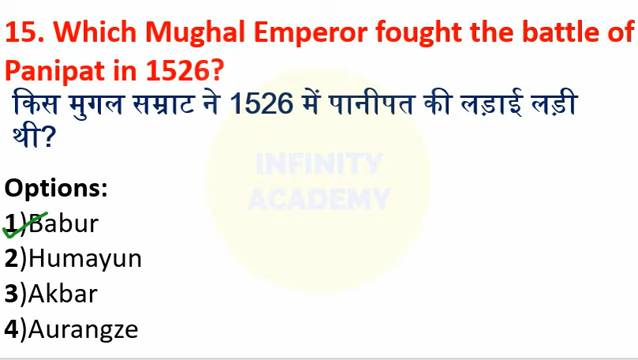 15. Which Mughal Emperor fought the battle of
Panipat in 1526?
किस मुगल सम्राट ने 1526 में पानीपत की लड़ाई लड़ी
थी?
INFINITY
ACADEMY
Options:
1)Babur
2)Humayun
3)Akbar
4)Aurangze